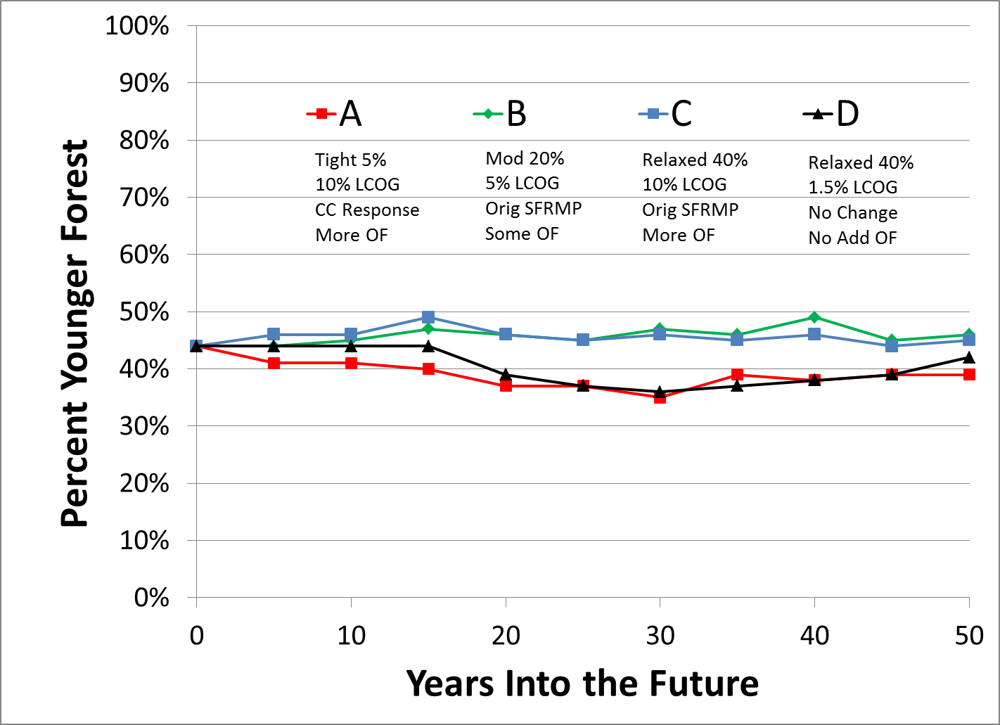 100%
90%
80%
70%
60%
50%
40%
30%
20%
10%
0%
Percent Younger Forest
A
Tight 5%
10% LCOG
CC Response
More OF
B
Mod 20%
5% LCOG
Orig SFRMP
Some OF
C
Relaxed 40%
10% LCOG
Orig SFRMP
More OF
D
Relaxed 40%
1.5% LCOG
No Change
No Add OF
0 10 20 30 40 50
Years Into the Future